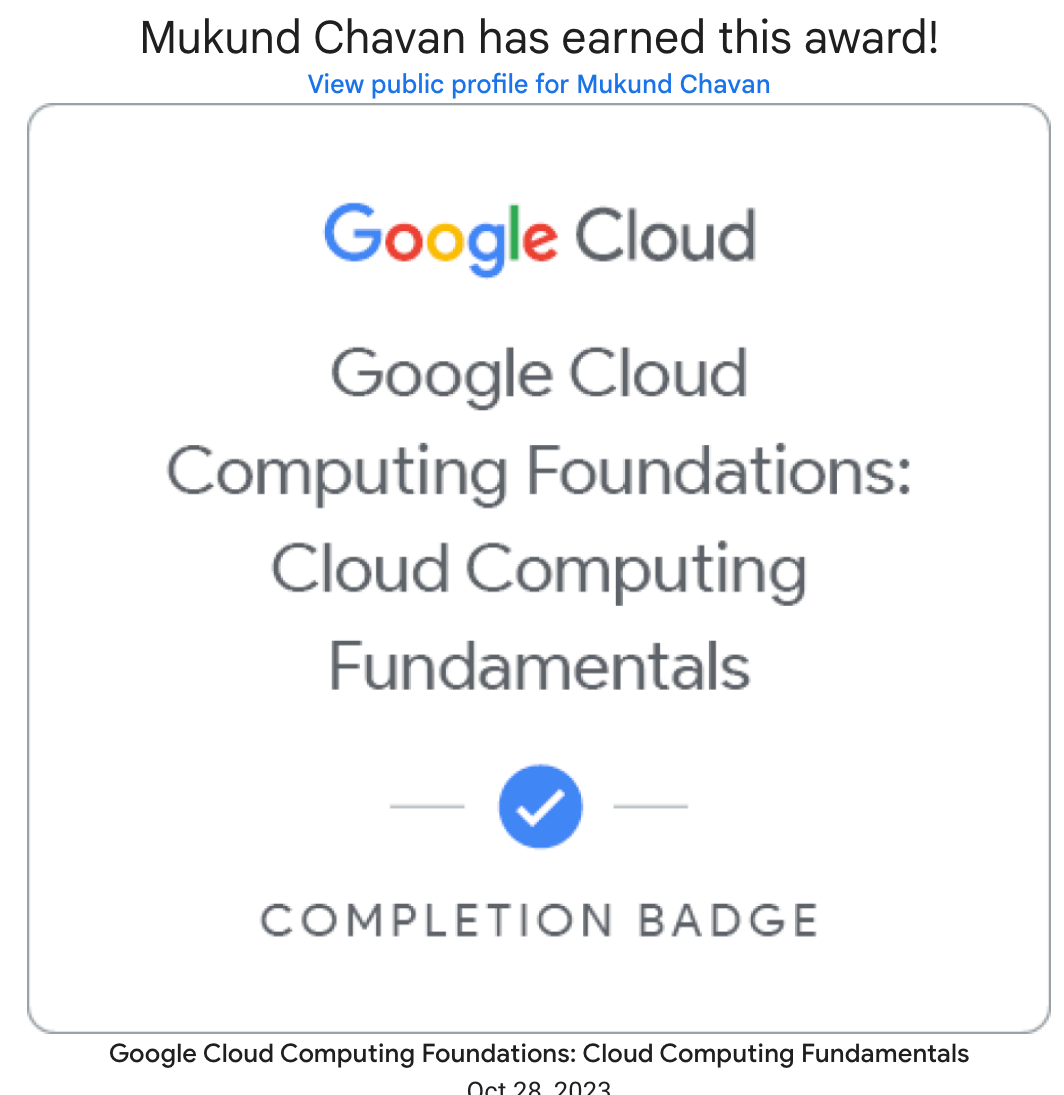 Mukund Chavan has earned this award!
View public profile for Mukund Chavan
Google Cloud
Google Cloud
Computing Foundations:
Cloud Computing
Fundamentals
COMPLETION BADGE
Google Cloud Computing Foundations: Cloud Computing Fundamentals
Oct 28, 2023